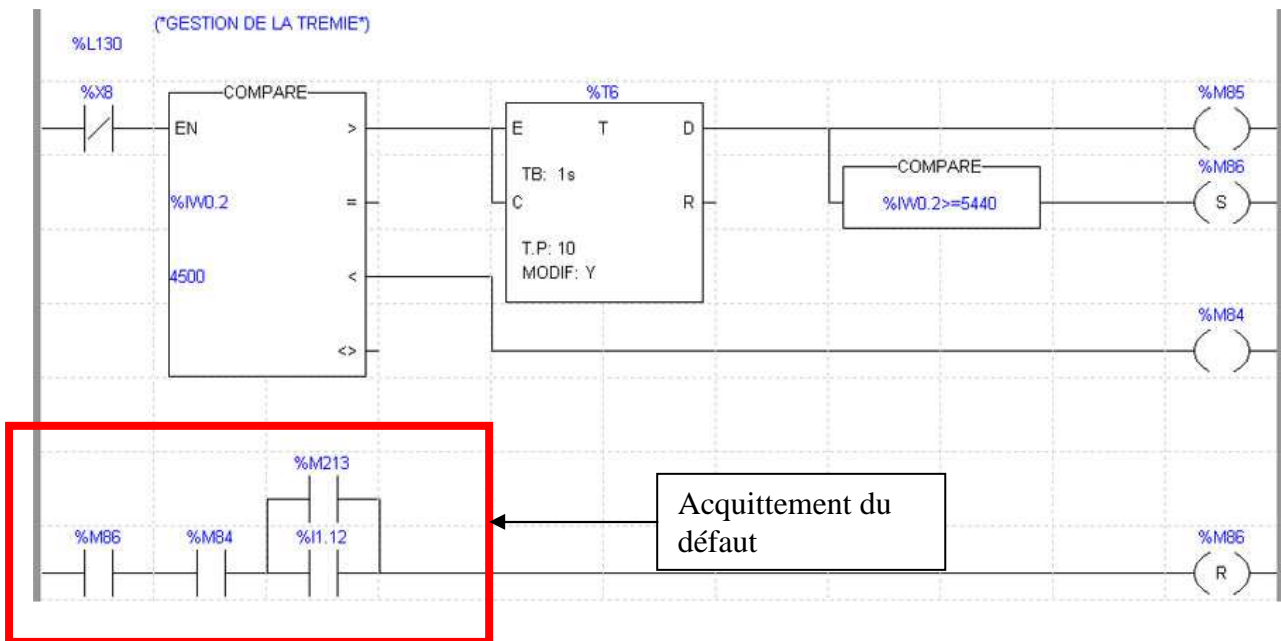 (*GESTION DE LA TREMIE*)
%L130
%X8
COMPARE
%T6
%M85
EN
>
E
T
D
COMPARE
%M86
TB: 1s
%IW0.2
=
C
R
%IW0.2>=5440
S
T.P: 10
MODIF: Y
4500
<
%M84
<>
%M213
Acquittement du
défaut
%M86
%M84
%I1.12
%M86
R